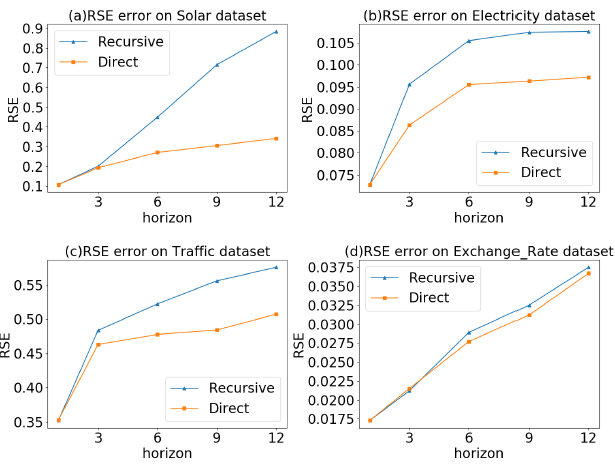 (a)RSE error on Solar dataset
0.9
0.8
0.7
0.6
0.5
0.4
0.3
0.2
0.1
RSE
Recursive
Direct
3 6 9 12
horizon
(b)RSE error on Electricity dataset
0.105
0.100
0.095
0.090
0.085
0.080
0.075
RSE
Recursive
Direct
3 6 9 12
horizon
(c)RSE error on Traffic dataset
0.55
0.50
0.45
0.40
0.35
RSE
Recursive
Direct
3 6 9 12
horizon
(d)RSE error on Exchange_Rate dataset
0.0375
0.0350
0.0325
0.0300
0.0275
0.0250
0.0225
0.0200
0.0175
RSE
Recursive
Direct
3 6 9 12
horizon